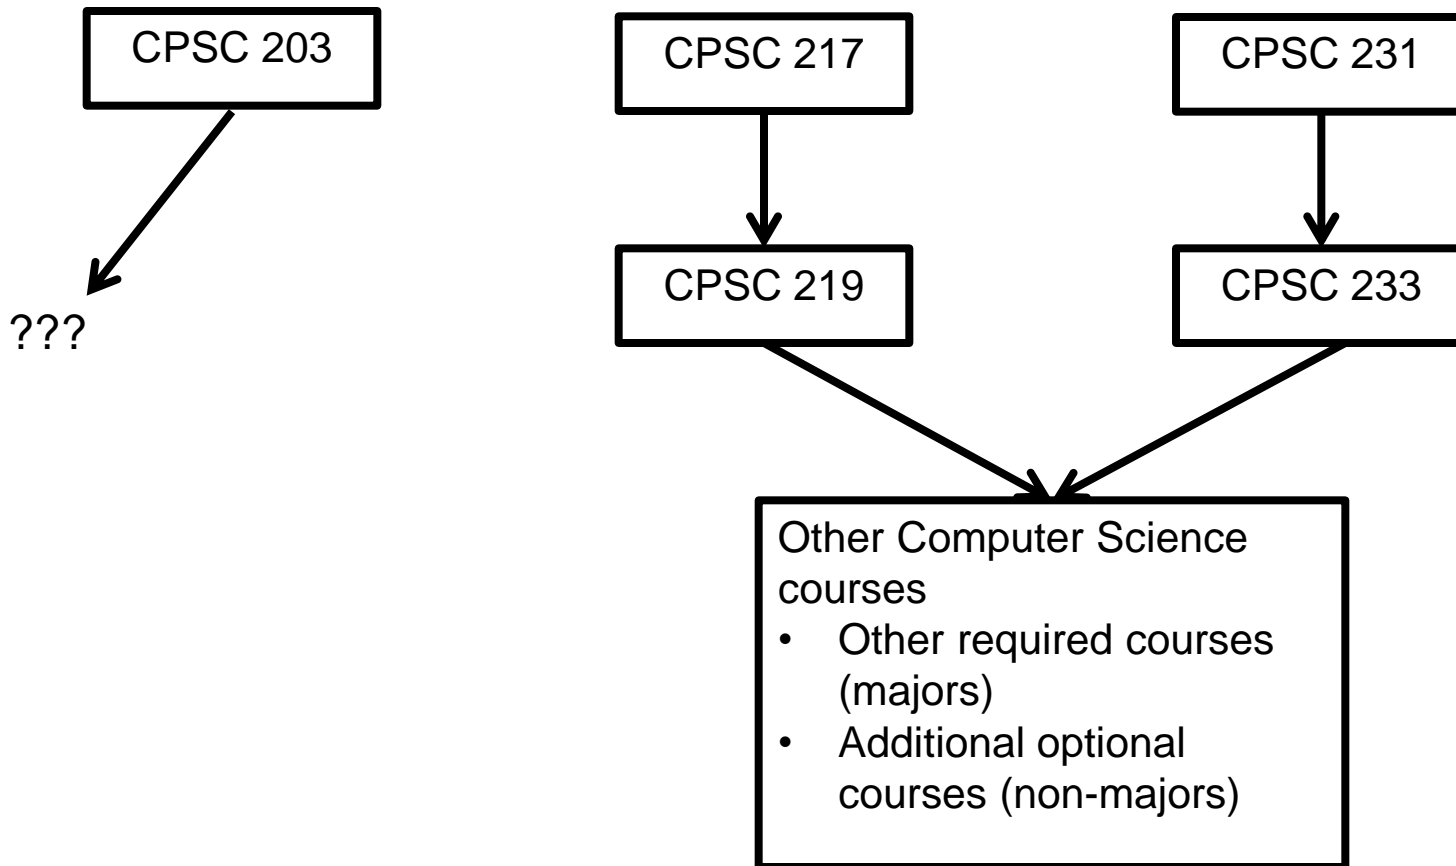 CPSC 203
CPSC 217
CPSC 231
CPSC 219
CPSC 233
???
Other Computer Science
courses
• Other required courses
(majors)
• Additional optional
courses (non-majors)